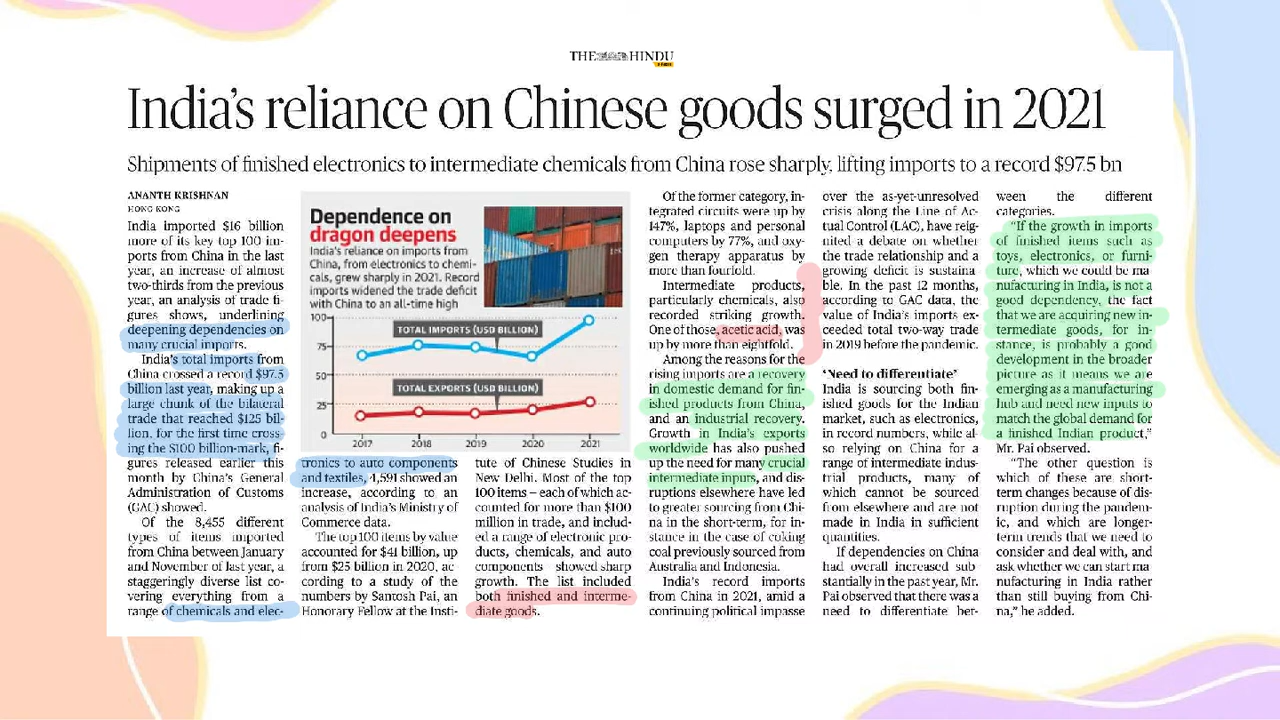 THE HINDU
India's reliance on Chinese goods surged in 2021
Shipments of finished electronics to intermediate chemicals from China rose sharply, lifting imports to a record $97.5 bn
ANANTH KRISHNAN
HONG KONG
India imported $16 billion
more of its key top 100 im-
ports from China in the last
year, an increase of almost
two-thirds from the previous
year, an analysis of trade fi-
gures shows, underlining
deepening dependencies on
many crucial imports.
India's total imports from
China crossed a record $97.5
billion last year, making up a
large chunk of the bilateral
trade that reached $125 bil-
lion, for the first time cross-
ing the $100 billion-mark, fi-
gures released earlier this
month by China's General
Administration of Customs
(GAC) showed.
Of the 8,455 different
types of items imported
from China between January
and November of last year, a
staggeringly diverse list co-
vering everything from a
range of chemicals and elec-
Dependence on
dragon deepens
India's reliance on imports from
China, from electronics to chemi-
cals, grew sharply in 2021. Record
imports widened the trade deficit
with China to an all-time high
100
TOTAL IMPORTS (USD BILLION)
75
50
TOTAL EXPORTS (USD BILLION)
25
0
2017 2018 2019 2020 2021
tronics to auto components
and textiles, 4,591 showed an
increase, according to an
analysis of India's Ministry of
Commerce data.
The top 100 items by value
accounted for $41 billion, up
from $25 billion in 2020, ac-
cording to a study of the
numbers by Santosh Pai, an
Honorary Fellow at the Insti-
tute of Chinese Studies in
New Delhi. Most of the top
100 items – each of which ac-
counted for more than $100
million in trade, and includ-
ed a range of electronic pro-
ducts, chemicals, and auto
components showed sharp
growth. The list included
both finished and interme-
diate goods.
Of the former category, in-
tegrated circuits were up by
147%, laptops and personal
computers by 77%, and oxy-
gen therapy apparatus by
more than fourfold.
Intermediate products,
particularly chemicals, also
recorded striking growth.
One of those, acetic acid, was
up by more than eightfold.
Among the reasons for the
rising imports are a recovery
in domestic demand for fin-
ished products from China,
and an industrial recovery.
Growth in India's exports
worldwide has also pushed
up the need for many crucial
intermediate inputs, and dis-
ruptions elsewhere have led
to greater sourcing from Chi-
na in the short-term, for in-
stance in the case of coking
coal previously sourced from
Australia and Indonesia.
India's record imports
from China in 2021, amid a
continuing political impasse
over the as-yet-unresolved
crisis along the Line of Ac-
tual Control (LAC), have reig-
nited a debate on whether
the trade relationship and a
growing deficit is sustaina-
ble. In the past 12 months,
according to GAC data, the
value of India's imports ex-
ceeded total two-way trade
in 2019 before the pandemic.
'Need to differentiate'
India is sourcing both fin-
ished goods for the Indian
market, such as electronics,
in record numbers, while al-
so relying on China for a
range of intermediate indus-
trial products, many of
which cannot be sourced
from elsewhere and are not
made in India in sufficient
quantities.
If dependencies on China
had overall increased sub-
stantially in the past year, Mr.
Pai observed that there was a
need to differentiate bet-
ween the different
categories.
"If the growth in imports
of finished items such as
toys, electronics, or furni-
ture, which we could be ma-
nufacturing in India, is not a
good dependency, the fact
that we are acquiring new in-
termediate goods, for in-
stance, is probably a good
development in the broader
picture as it means we are
emerging as a manufacturing
hub and need new inputs to
match the global demand for
a finished Indian product,"
Mr. Pai observed.
"The other question is
which of these are short-
term changes because of dis-
ruption during the pandem-
ic, and which are longer-
term trends that we need to
consider and deal with, and
ask whether we can start ma-
nufacturing in India rather
than still buying from Chi-
na," he added.